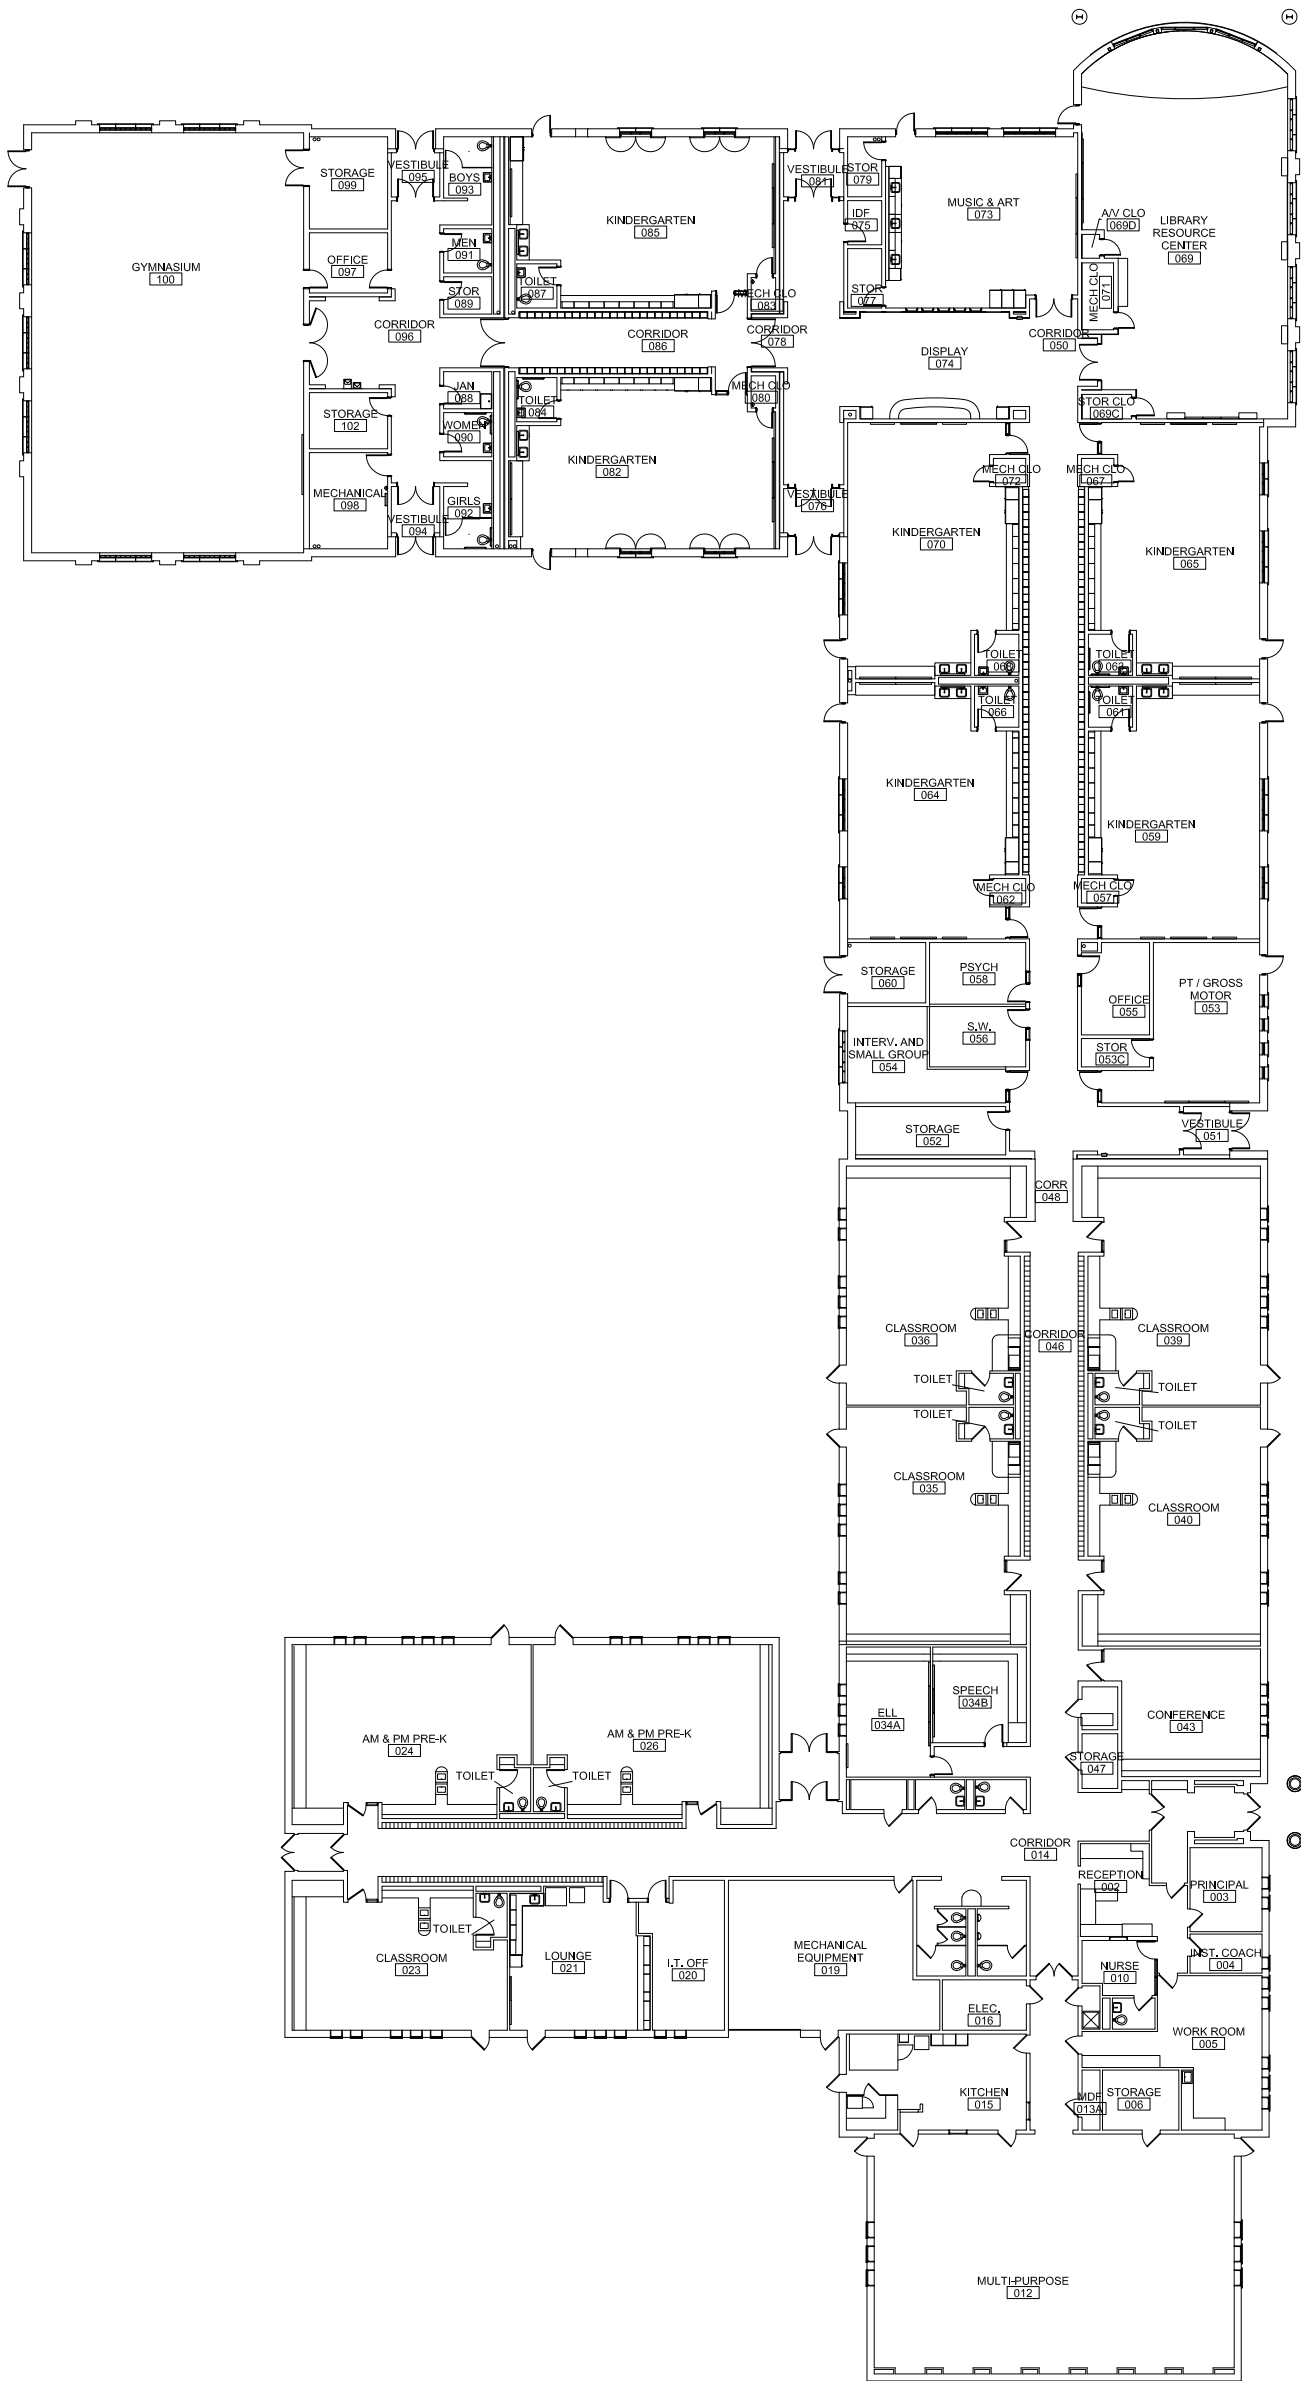 I
I
VESTIBULE
095
STORAGE
099
BOYS
093
VESTIBULE
081
STOR
079
MUSIC & ART
073
A/V CLO
069D
LIBRARY
RESOURCE
CENTER
069
KINDERGARTEN
085
IDF
075
MEN
091
GYMNASIUM
100
OFFICE
097
STOR
089
TOILET
087
MECH CLO
083
STOR
077
MECH CLO
071
CORRIDOR
096
CORRIDOR
086
CORRIDOR
078
DISPLAY
074
CORRIDOR
050
JAN
088
TOILET
084
MECH CLO
080
STORAGE
102
WOMEN
090
STOR CLO
069C
KINDERGARTEN
082
MECH CLO
072
MECH CLO
067
MECHANICAL
098
GIRLS
092
VESTIBULE
094
VESTIBULE
076
KINDERGARTEN
070
KINDERGARTEN
065
TOILET
068
TOILET
063
TOILET
066
TOILET
061
KINDERGARTEN
064
KINDERGARTEN
059
MECH CLO
062
MECH CLO
057
STORAGE
060
PSYCH
058
PT / GROSS
MOTOR
053
OFFICE
055
S.W.
056
INTERV. AND
SMALL GROUP
054
STOR
053C
STORAGE
052
VESTIBULE
051
CORR
048
CLASSROOM
036
CORRIDOR
046
CLASSROOM
039
TOILET
TOILET
TOILET
TOILET
CLASSROOM
035
CLASSROOM
040
SPEECH
034B
ELL
034A
CONFERENCE
043
AM & PM PRE-K
024
AM & PM PRE-K
026
STORAGE
047
TOILET
TOILET
CORRIDOR
014
RECEPTION
002
PRINCIPAL
003
TOILET
CLASSROOM
023
LOUNGE
021
I.T. OFF
020
MECHANICAL
EQUIPMENT
019
INST. COACH
004
NURSE
010
ELEC.
016
WORK ROOM
005
KITCHEN
015
MDF
013A
STORAGE
006
MULTI-PURPOSE
012